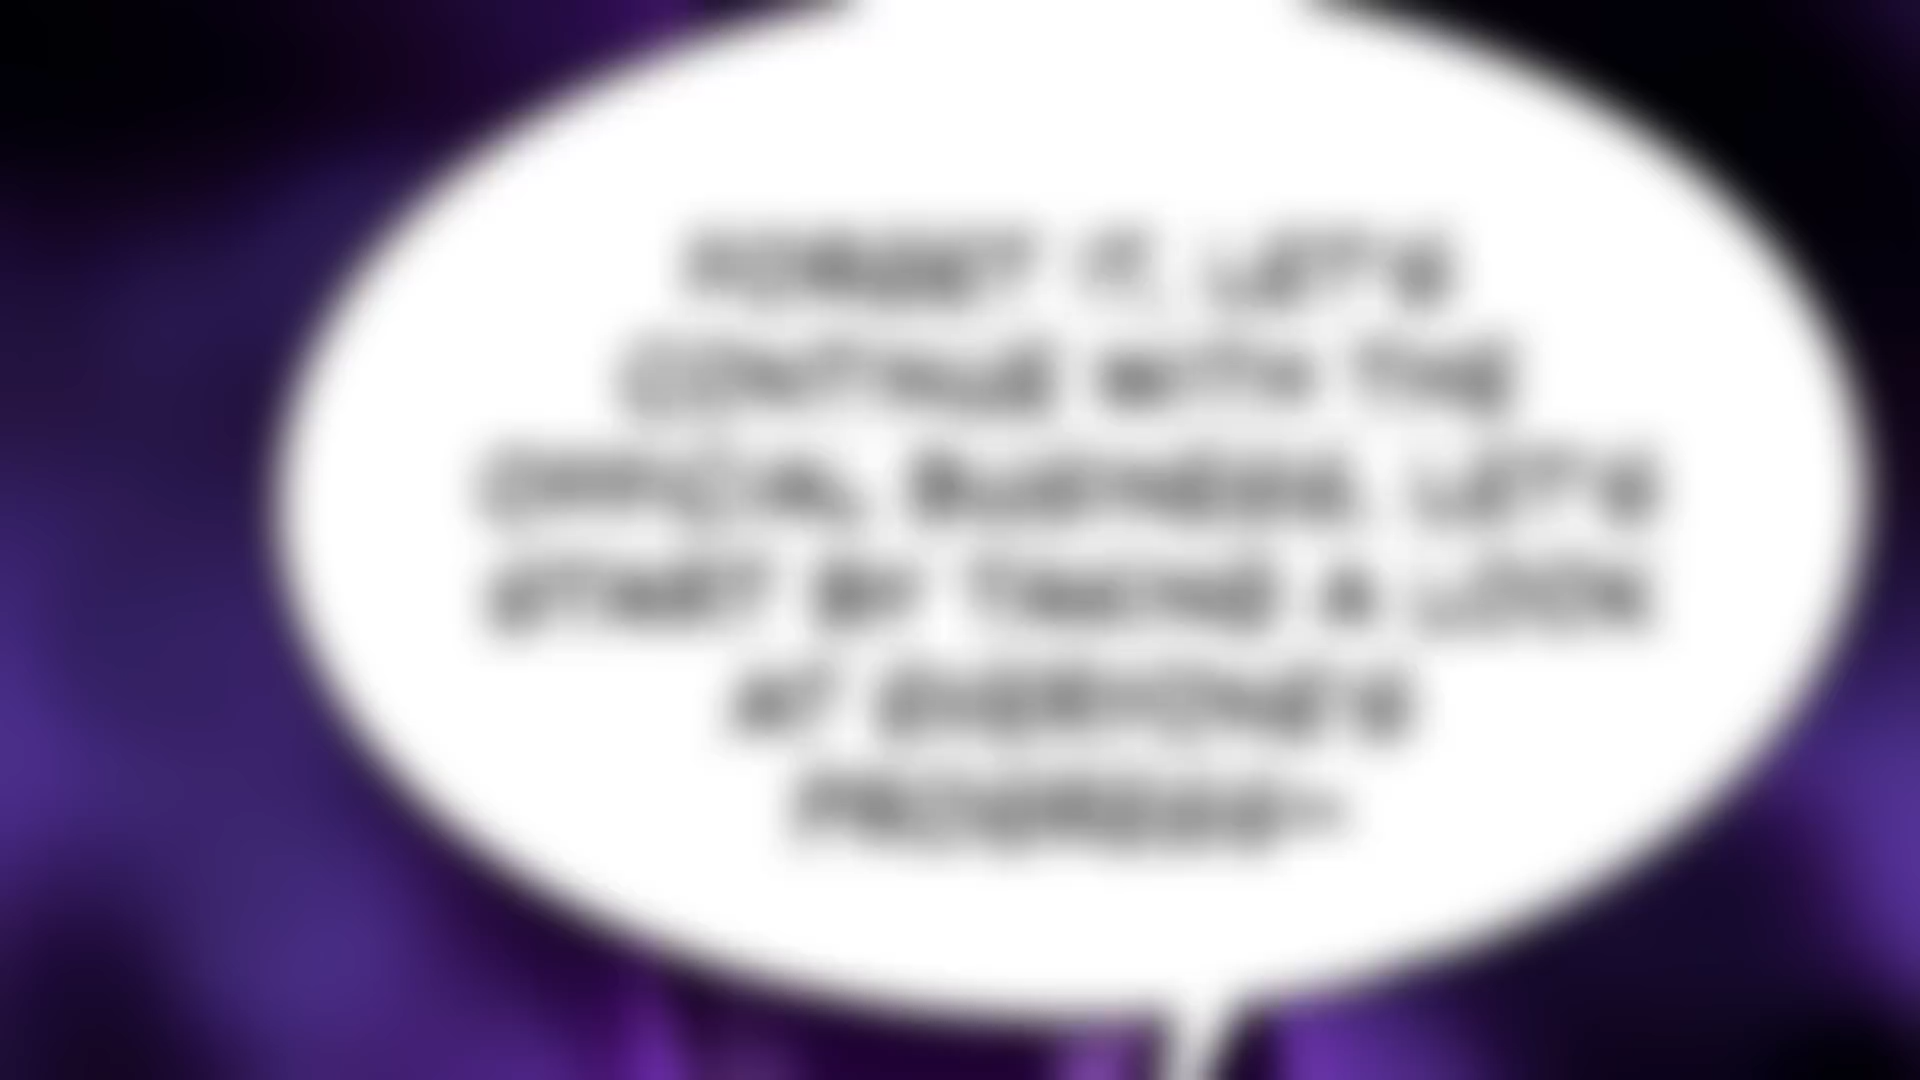 FORGET IT. LET'S
CONTINUE WITH THE
OFFICIAL BUSINESS. LET'S
START BY TAKING A LOOK
AT EVERYONE'S
PROGRESS~